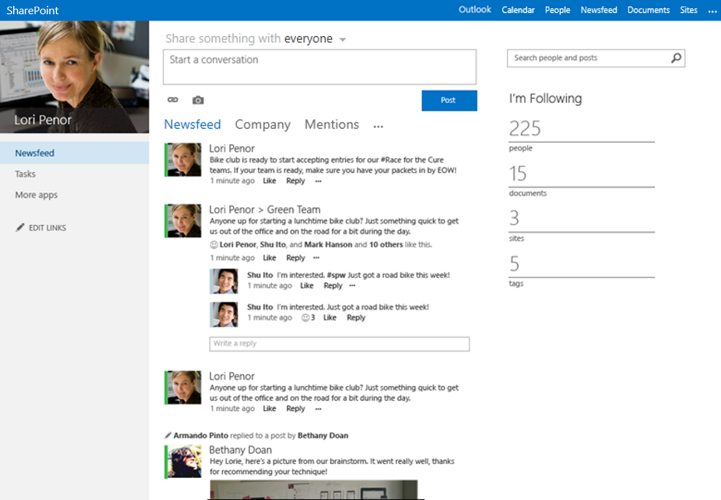 SharePoint
Outlook Calendar People Newsfeed Documents Sites ...
Lori Penor
Newsfeed
Tasks
More apps
EDIT LINKS
Share something with everyone
Start a conversation
Post
Newsfeed Company Mentions ...
Lori Penor
Bike club is ready to start accepting entries for our #Race for the Cure
teams. If your team is ready, make sure you have your packets in by EOW!
1 minute ago Like Reply ...
Lori Penor > Green Team
Anyone up for starting a lunchtime bike club? Just something quick to get
us out of the office and on the road for a bit during the day.
Lori Penor, Shu Ito, and Mark Hanson and 10 others like this.
1 minute ago Like Reply ...
Shu Ito I'm interested. #spw Just got a road bike this week!
1 minute ago Like Reply ...
Shu Ito I'm interested. Just got a road bike this week!
1 minute ago 3 Like Reply
Write a reply
Lori Penor
Anyone up for starting a lunchtime bike club? Just something quick to get
us out of the office and on the road for a bit during the day.
1 minute ago Like Reply ...
Armando Pinto replied to a post by Bethany Doan
Bethany Doan
Hey Lorie, here's a picture from our brainstorm. It went really well, thanks
for recommending your technique!
Search people and posts
I'm Following
225
people
15
documents
3
sites
5
tags